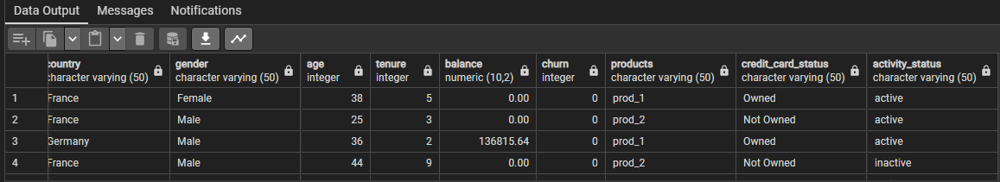 Data Output Messages Notifications
country gender age tenure balance churn products credit_card_status activity_status
character varying (50) character varying (50) integer integer numeric (10,2) integer character varying (50) character varying (50) character varying (50)
1 France Female 38 5 0.00 0 prod_1 Owned active
2 France Male 25 3 0.00 0 prod_2 Not Owned active
3 Germany Male 36 2 136815.64 0 prod_1 Owned active
4 France Male 44 9 0.00 0 prod_2 Not Owned inactive